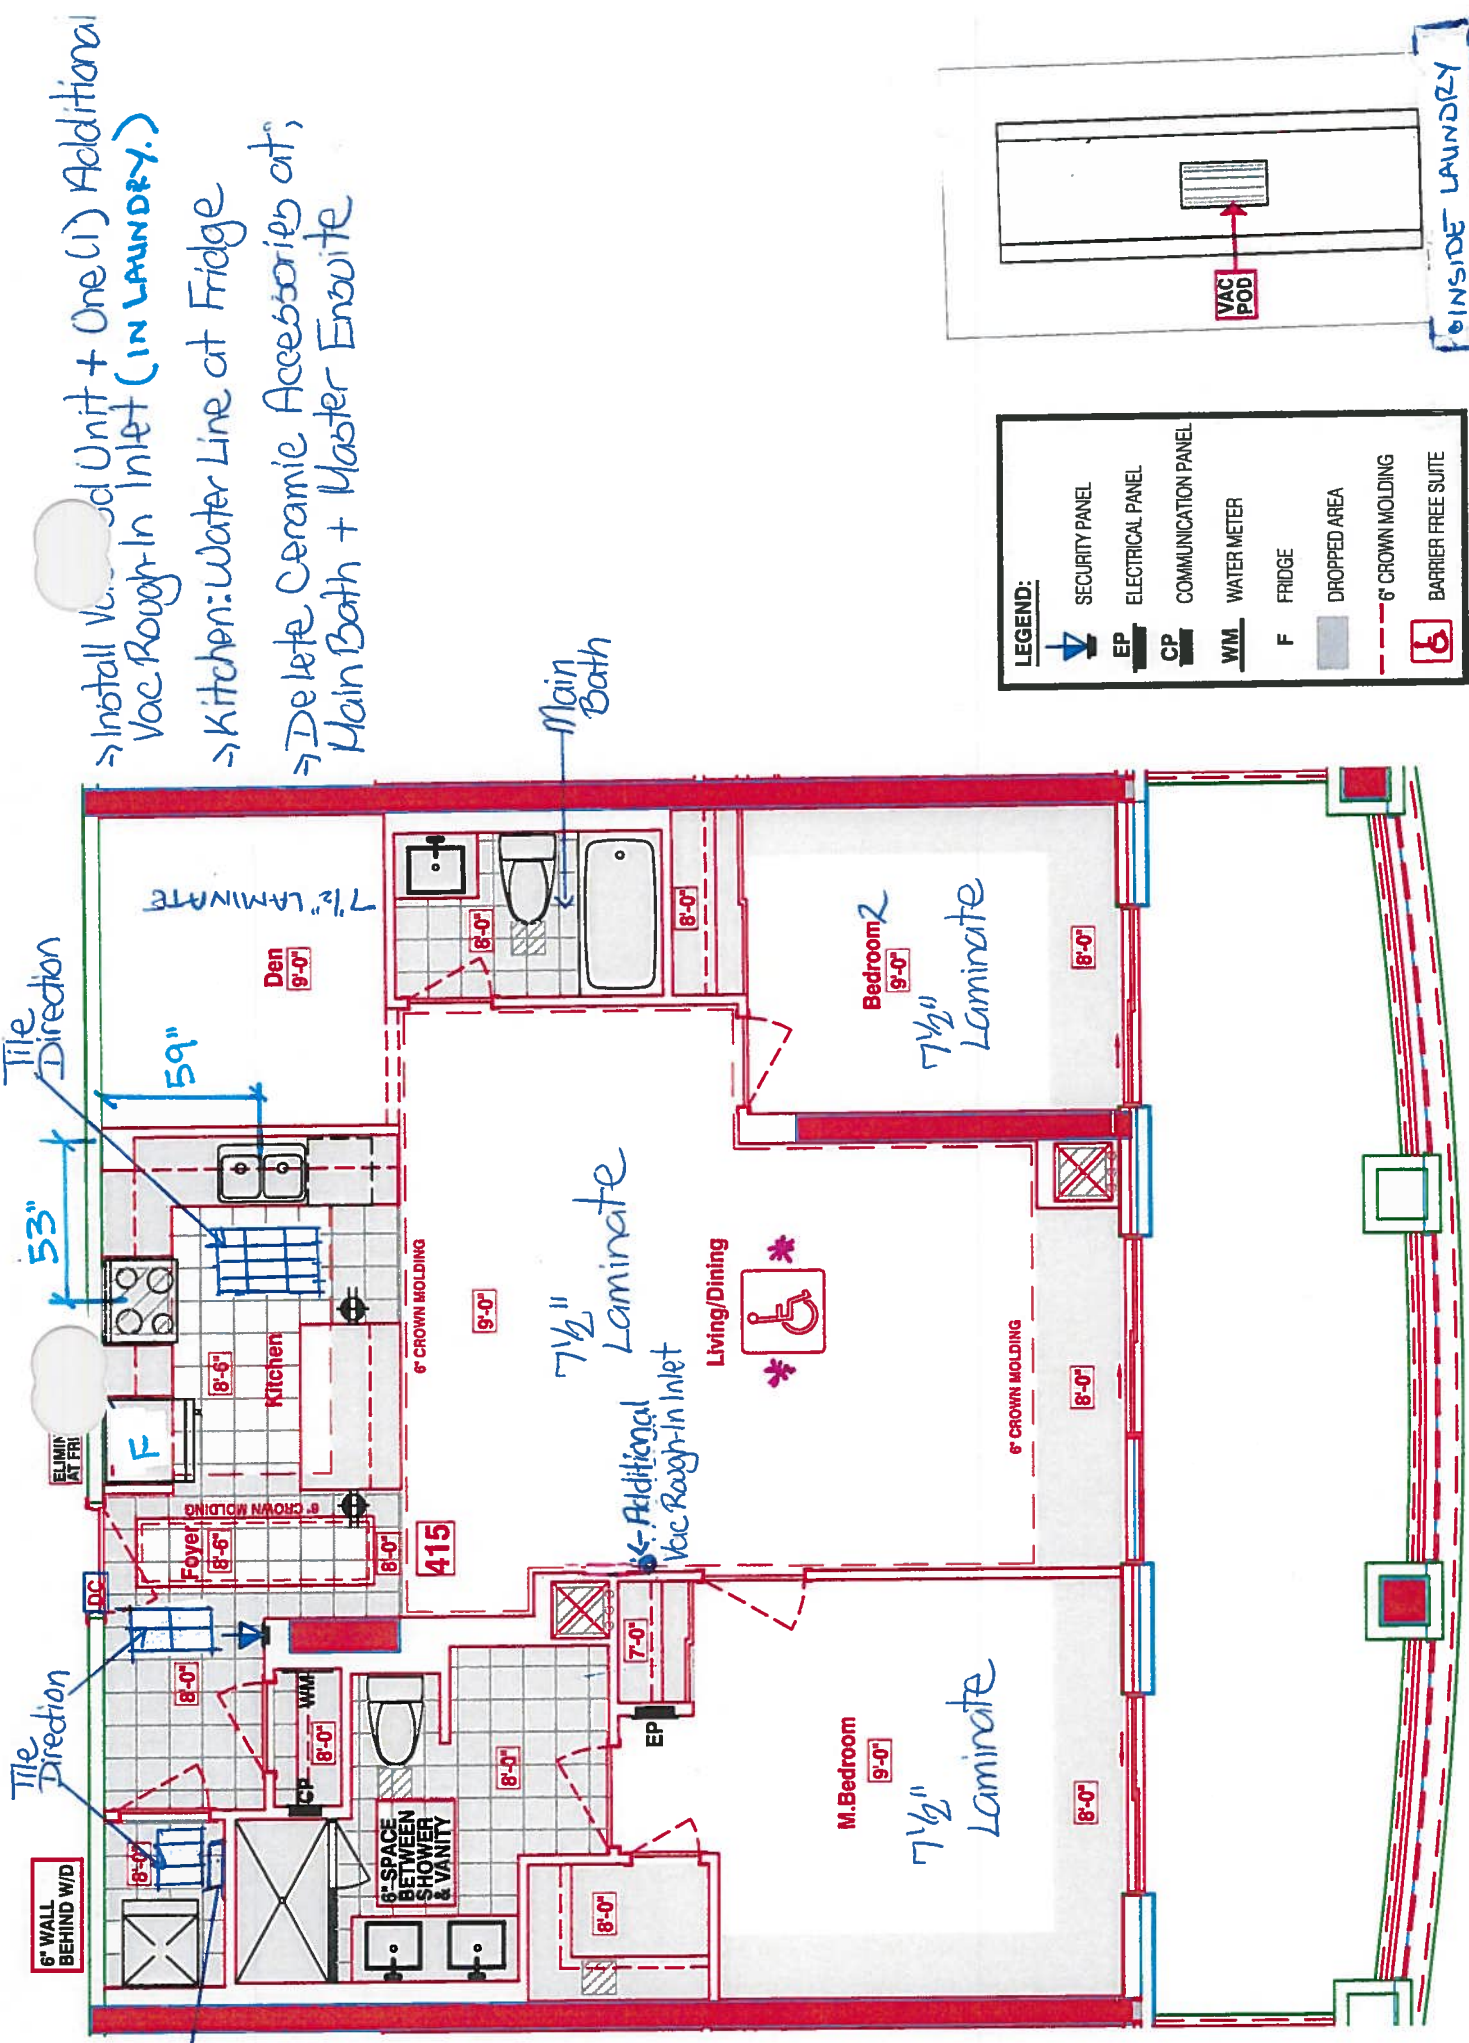 ⇒ Install Vac Unit + One (1) Additional
Vac Rough-In Inlet (IN LAUNDRY.)
⇒ Kitchen: Water Line at Fridge
⇒ Delete Ceramic Accessories at;
Main Bath + Master Ensuite
Tile
Direction
Tile
Direction
53"
59"
6" WALL
BEHIND W/D
DC
ELIMIN
AT FRI
F
8'-0"
8'-0"
Foyer
8'-6"
6" CROWN MOLDING
8'-6"
Kitchen
Den
9'-0"
7½" LAMINATE
CP
WM
8'-0"
8'-0"
415
6" CROWN MOLDING
8'-0"
Main
Bath
6"-SPACE
BETWEEN
SHOWER
& VANITY
8'-0"
9'-0"
7½"
Laminate
←Additional
Vac Rough-In Inlet
8'-0"
7'-0"
EP
8'-0"
Living/Dining
M.Bedroom
9'-0"
7½"
Laminate
Bedroom 2
9'-0"
7½"
Laminate
6" CROWN MOLDING
8'-0"
8'-0"
8'-0"
LEGEND:
SECURITY PANEL
EP ELECTRICAL PANEL
CP COMMUNICATION PANEL
WM WATER METER
F FRIDGE
DROPPED AREA
6" CROWN MOLDING
BARRIER FREE SUITE
VAC
POD
INSIDE LAUNDRY